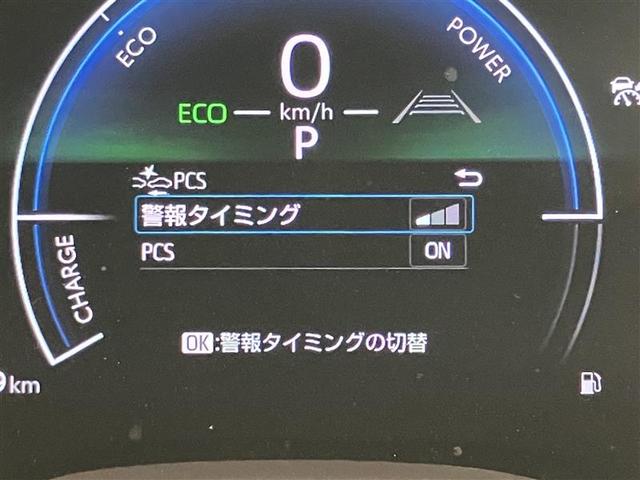 ECO
POWER
0
ECO km/h
P
PCS
警報タイミング
PCS ON
CHARGE
OK:警報タイミングの切替
km